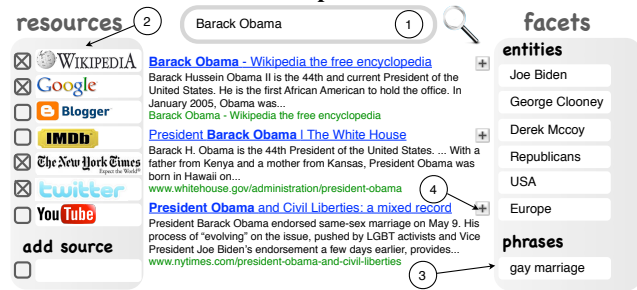 resources
2
Barack Obama
1
facets
WIKIPEDIA
Google
Blogger
IMDb
The New York Times
Expect the World®
twitter
You Tube
add source
Barack Obama - Wikipedia the free encyclopedia
Barack Hussein Obama II is the 44th and current President of the
United States. He is the first African American to hold the office. In
January 2005, Obama was...
Barack Obama - Wikipedia the free encyclopedia
President Barack Obama | The White House
Barack H. Obama is the 44th President of the United States. ... With a
father from Kenya and a mother from Kansas, President Obama was
born in Hawaii on...
www.whitehouse.gov/administration/president-obama
4
President Obama and Civil Liberties: a mixed record
President Barack Obama endorsed same-sex marriage on May 9. His
process of “evolving” on the issue, pushed by LGBT activists and Vice
President Joe Biden's endorsement a few days earlier, provides...
www.nytimes.com/president-obama-and-civil-liberties
3
entities
Joe Biden
George Clooney
Derek Mccoy
Republicans
USA
Europe
phrases
gay marriage